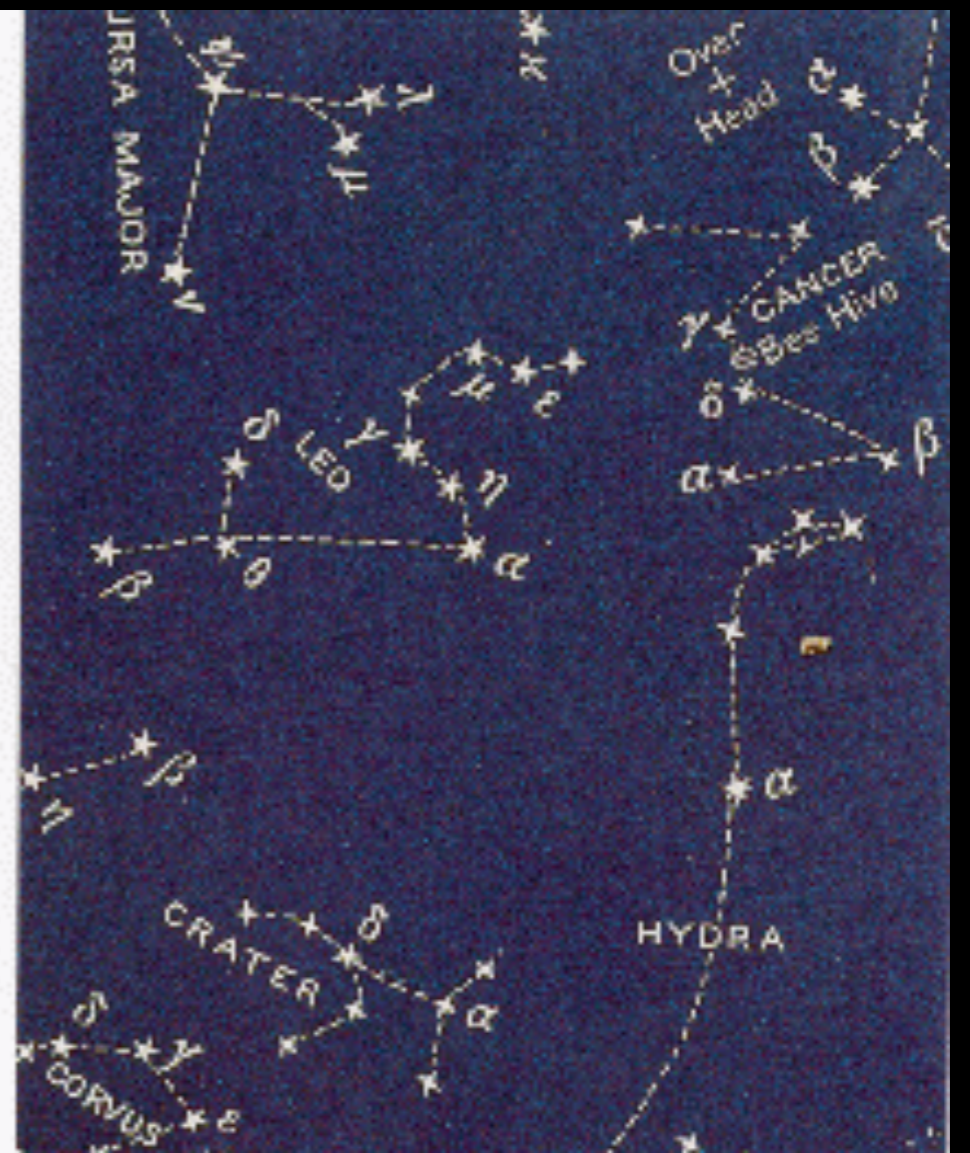 URSA MAJOR
ψ
λ
μ
ν
κ
Over
+
Head
α
β
CANCER
Bee Hive
γ
δ
α
β
LEO
δ
γ
μ
ε
η
α
θ
β
β
η
α
HYDRA
CRATER
δ
α
δ
γ
CORVUS
ε